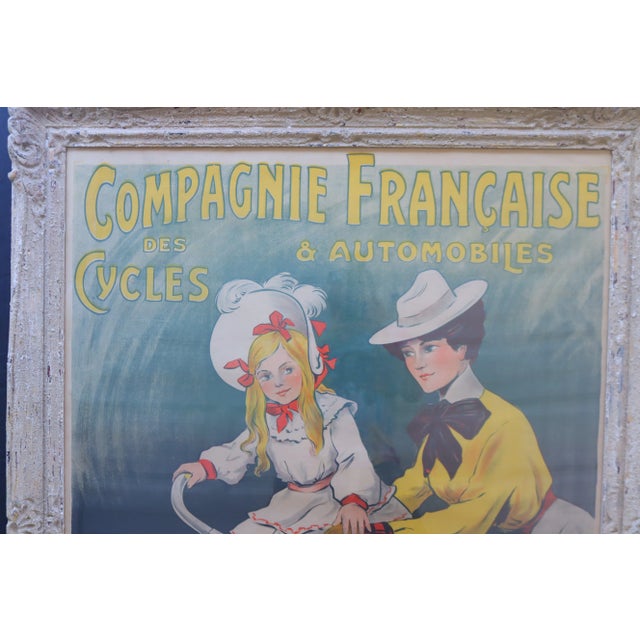 COMPAGNIE FRANÇAISE
DES & AUTOMOBILES
CYCLES